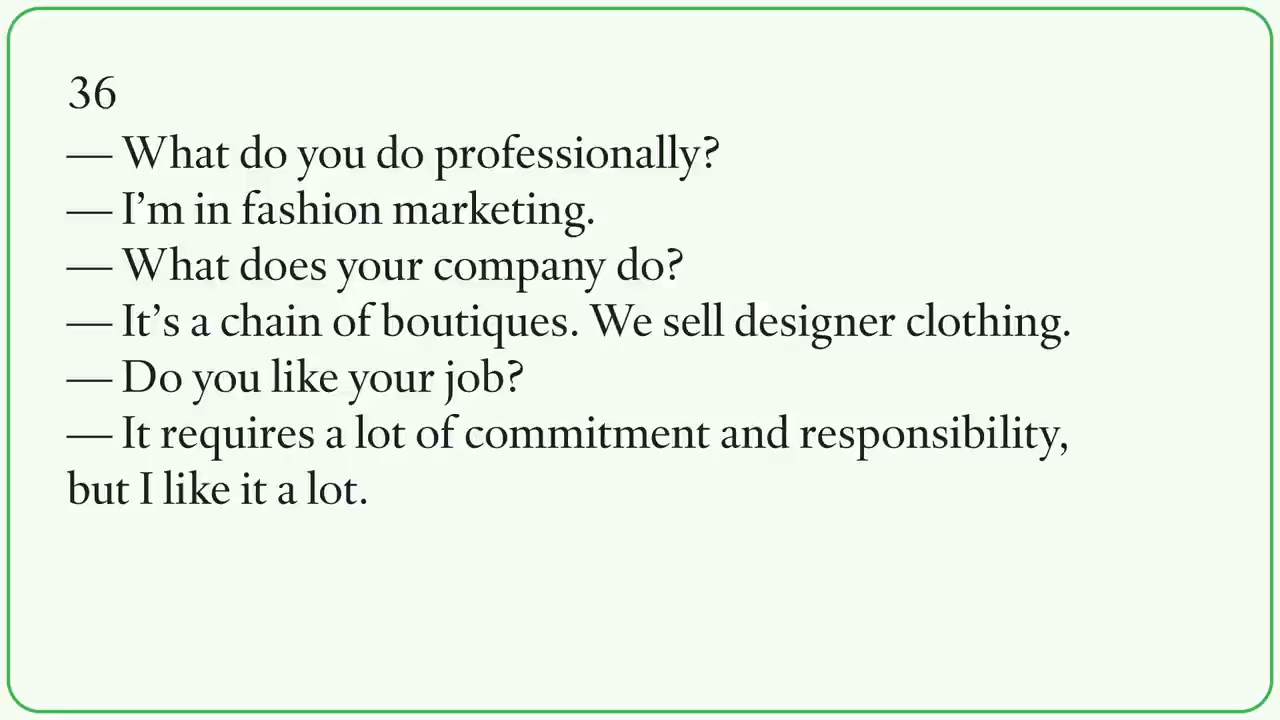 36
— What do you do professionally?
— I’m in fashion marketing.
— What does your company do?
— It’s a chain of boutiques. We sell designer clothing.
— Do you like your job?
— It requires a lot of commitment and responsibility,
but I like it a lot.